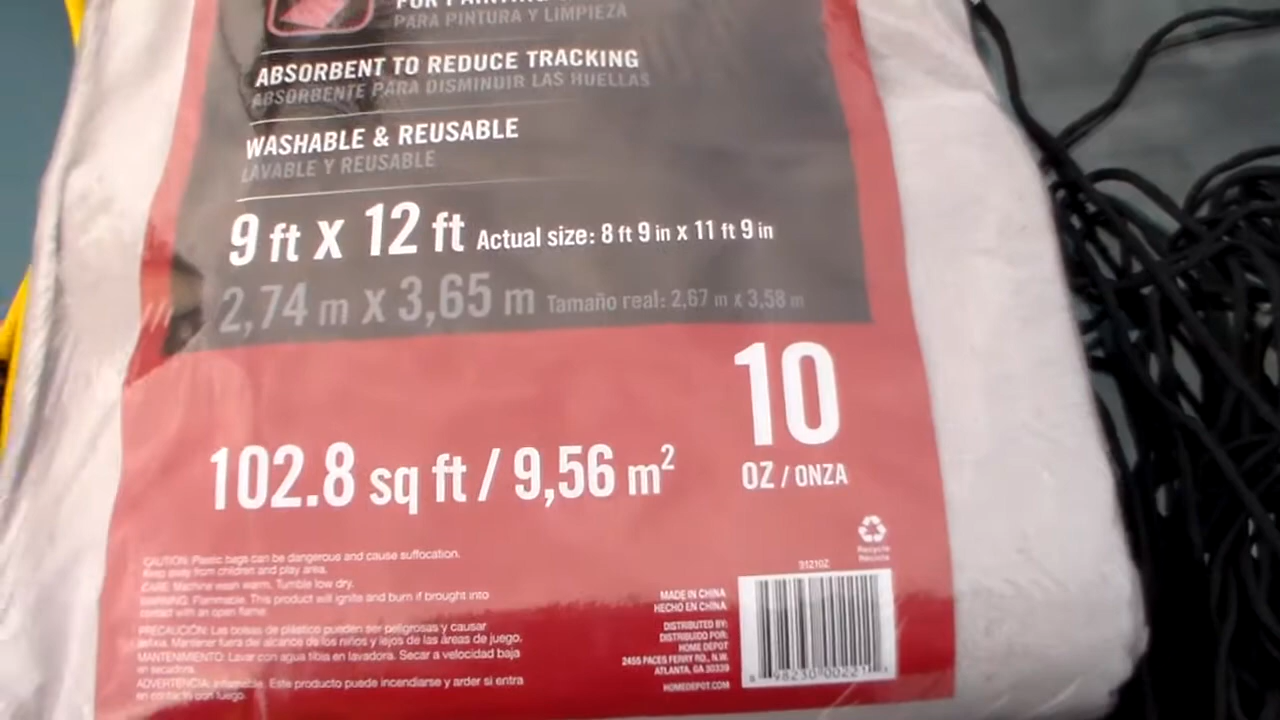 FOR PAINTING
PARA PINTURA Y LIMPIEZA
ABSORBENT TO REDUCE TRACKING
ABSORBENTE PARA DISMINUIR LAS HUELLAS
WASHABLE & REUSABLE
LAVABLE Y REUSABLE
9 ft x 12 ft Actual size: 8 ft 9 in x 11 ft 9 in
2,74 m x 3,65 m Tamaño real: 2,67 m x 3,58 m
10
OZ / ONZA
102.8 sq ft / 9,56 m²
Recycle
Recicle
CAUTION: Plastic bags can be dangerous and cause suffocation.
Keep away from children and play area.
CARE: Machine wash warm. Tumble low dry.
WARNING: Flammable. This product will ignite and burn if brought into
contact with an open flame.
PRECAUCIÓN: Las bolsas de plástico pueden ser peligrosas y causar
asfixia. Mantener fuera del alcance de los niños y lejos de las áreas de juego.
MANTENIMIENTO: Lavar con agua tibia en lavadora. Secar a velocidad baja
en secadora.
ADVERTENCIA: Inflamable. Este producto puede incendiarse y arder si entra
en contacto con fuego.
MADE IN CHINA
HECHO EN CHINA
DISTRIBUTED BY:
DISTRIBUIDO POR:
HOME DEPOT
2455 PACES FERRY RD., N.W.
ATLANTA, GA 30339
HOMEDEPOT.COM
312102